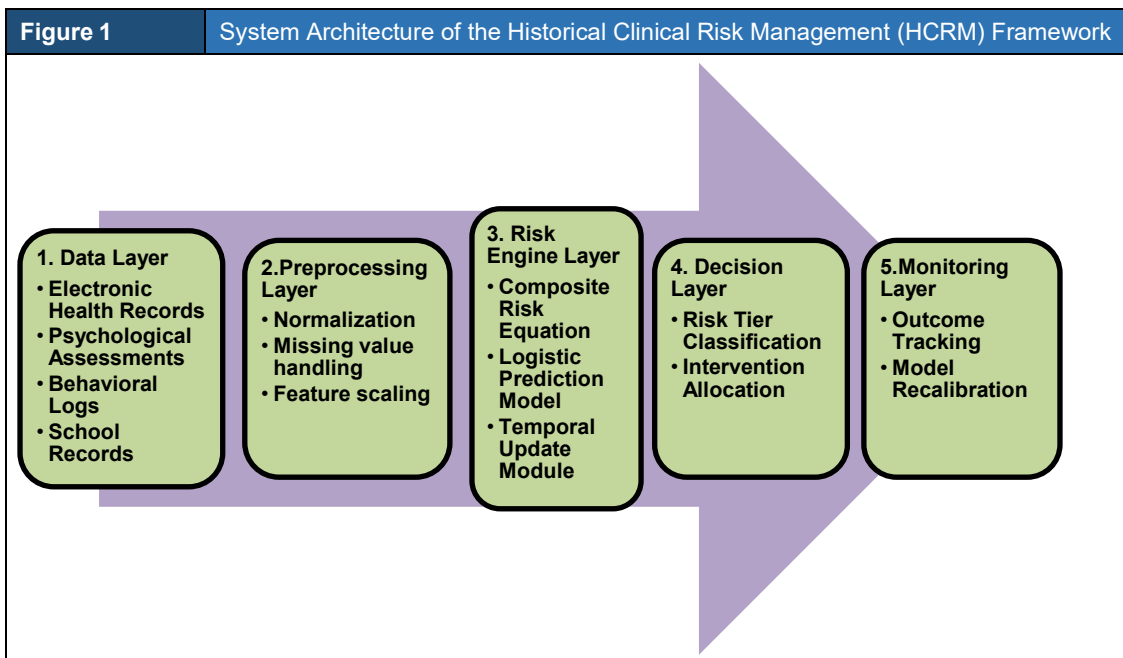 Figure 1 System Architecture of the Historical Clinical Risk Management (HCRM) Framework
1. Data Layer
• Electronic
Health Records
• Psychological
Assessments
• Behavioral
Logs
• School
Records
2.Preprocessing
Layer
• Normalization
• Missing value
handling
• Feature scaling
3. Risk
Engine Layer
• Composite
Risk
Equation
• Logistic
Prediction
Model
• Temporal
Update
Module
4. Decision
Layer
• Risk Tier
Classification
• Intervention
Allocation
5.Monitoring
Layer
• Outcome
Tracking
• Model
Recalibration